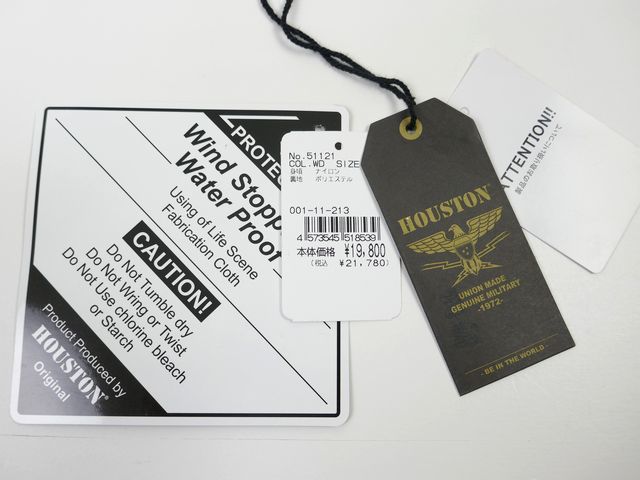 Wind Stopp
Water Proof
Using of Life Scene
Fabrication Cloth
CAUTION!
Do Not Tumble dry
Do Not Wring or Twist
Do Not Use chlorine bleach
or Starch
Product Produced by
HOUSTON®
Original
No.51121
COL.WD SIZE
身頃 ナイロン
裏地 ポリエステル
001-11-213
4 573545 518539
本体価格 ¥19,800
(税込 ¥21,780)
HOUSTON®
UNION MADE
GENUINE MILITARY
-1972-
- BE IN THE WORLD -
ATTENTION!!
製品のお取り扱いについて